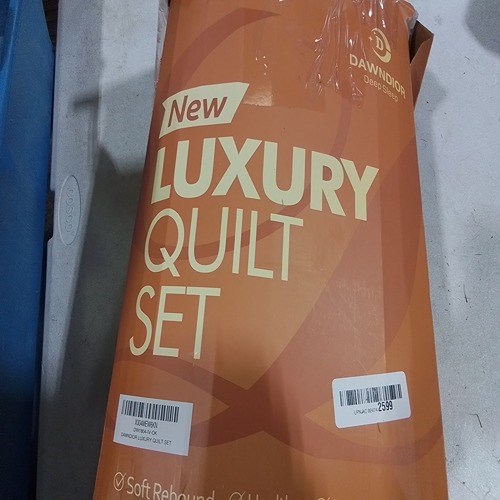 DAWNDIOR
Deep Sleep
New
LUXURY
QUILT
SET
2599
DAWNDIOR LUXURY QUILT SET
Soft Rebound